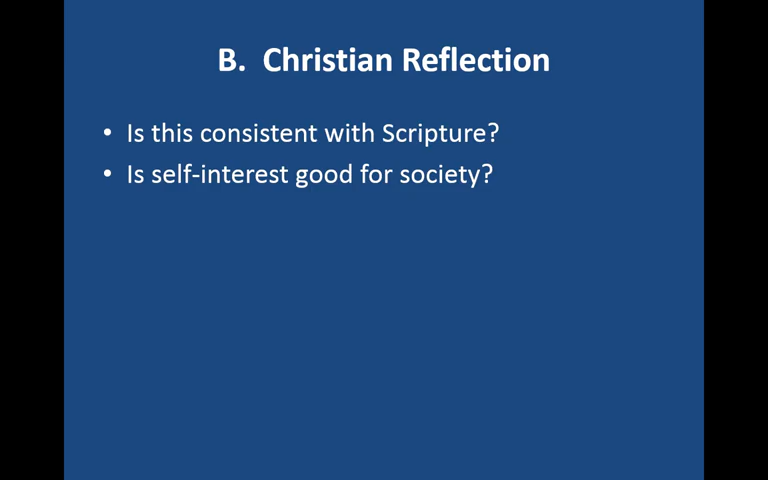 B. Christian Reflection
• Is this consistent with Scripture?
• Is self-interest good for society?